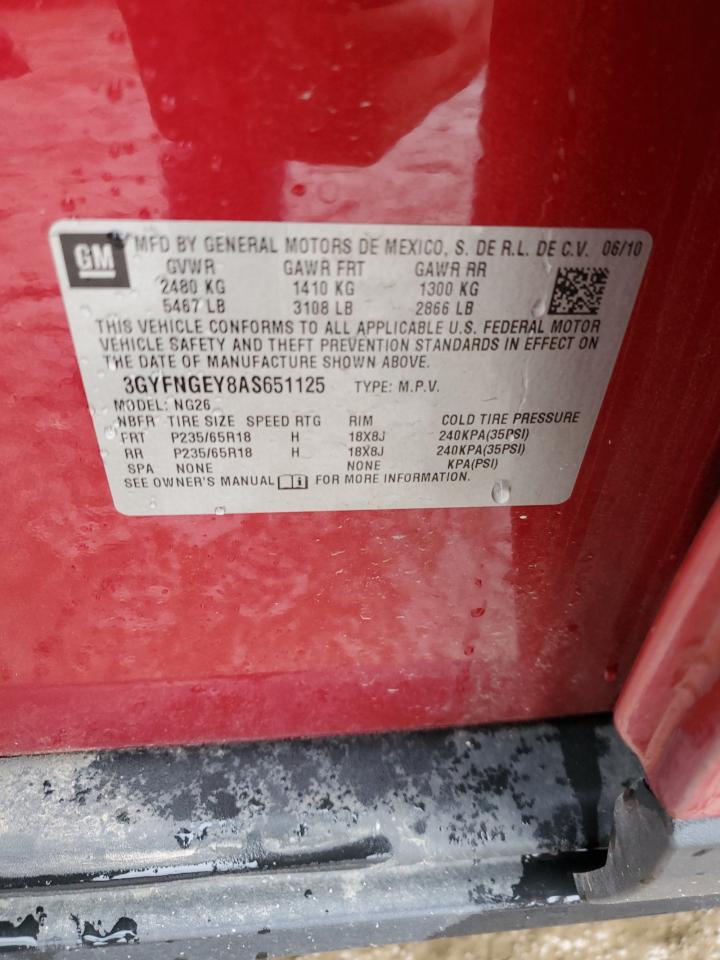 GM MFD BY GENERAL MOTORS DE MEXICO, S. DE R.L. DE C.V. 06/10
GVWR GAWR FRT GAWR RR
2480 KG 1410 KG 1300 KG
5467 LB 3108 LB 2866 LB
THIS VEHICLE CONFORMS TO ALL APPLICABLE U.S. FEDERAL MOTOR
VEHICLE SAFETY AND THEFT PREVENTION STANDARDS IN EFFECT ON
THE DATE OF MANUFACTURE SHOWN ABOVE.
3GYFNGEY8AS651125 TYPE: M.P.V.
MODEL: NG26
NBFR TIRE SIZE SPEED RTG RIM COLD TIRE PRESSURE
FRT P235/65R18 H 18X8J 240KPA(35PSI)
RR P235/65R18 H 18X8J 240KPA(35PSI)
SPA NONE NONE KPA(PSI)
SEE OWNER'S MANUAL i FOR MORE INFORMATION.